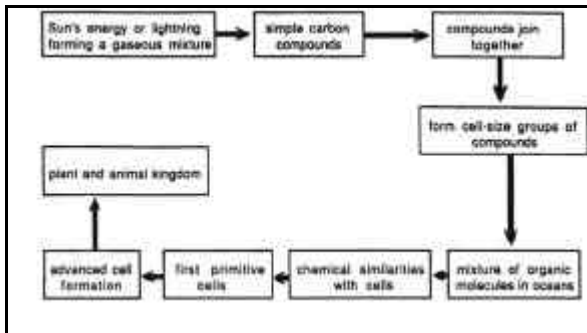 Sun's energy or lightning
forming a gaseous mixture
simple carbon
compounds
compounds join
together
form cell-size groups of
compounds
mixture of organic
molecules in oceans
chemical similarities
with cells
first primitive
cells
advanced cell
formation
plant and animal kingdom